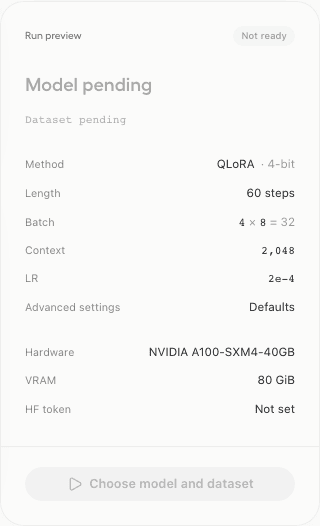 Run preview Not ready
Model pending
Dataset pending
Method QLoRA · 4-bit
Length 60 steps
Batch 4 × 8 = 32
Context 2,048
LR 2e-4
Advanced settings Defaults
Hardware NVIDIA A100-SXM4-40GB
VRAM 80 GiB
HF token Not set
Choose model and dataset